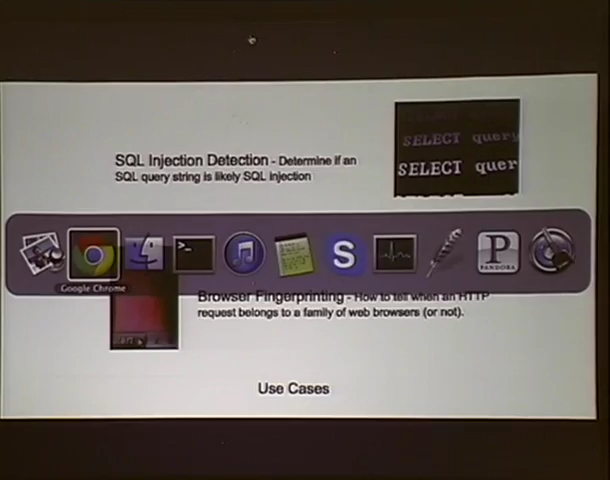 SELECT query
SQL Injection Detection - Determine if an
SELECT quer
SQL query string is likely SQL injection
>_
S
P
PANDORA
Google Chrome
Browser Fingerprinting - How to tell when an HTTP
request belongs to a family of web browsers (or not).
Use Cases